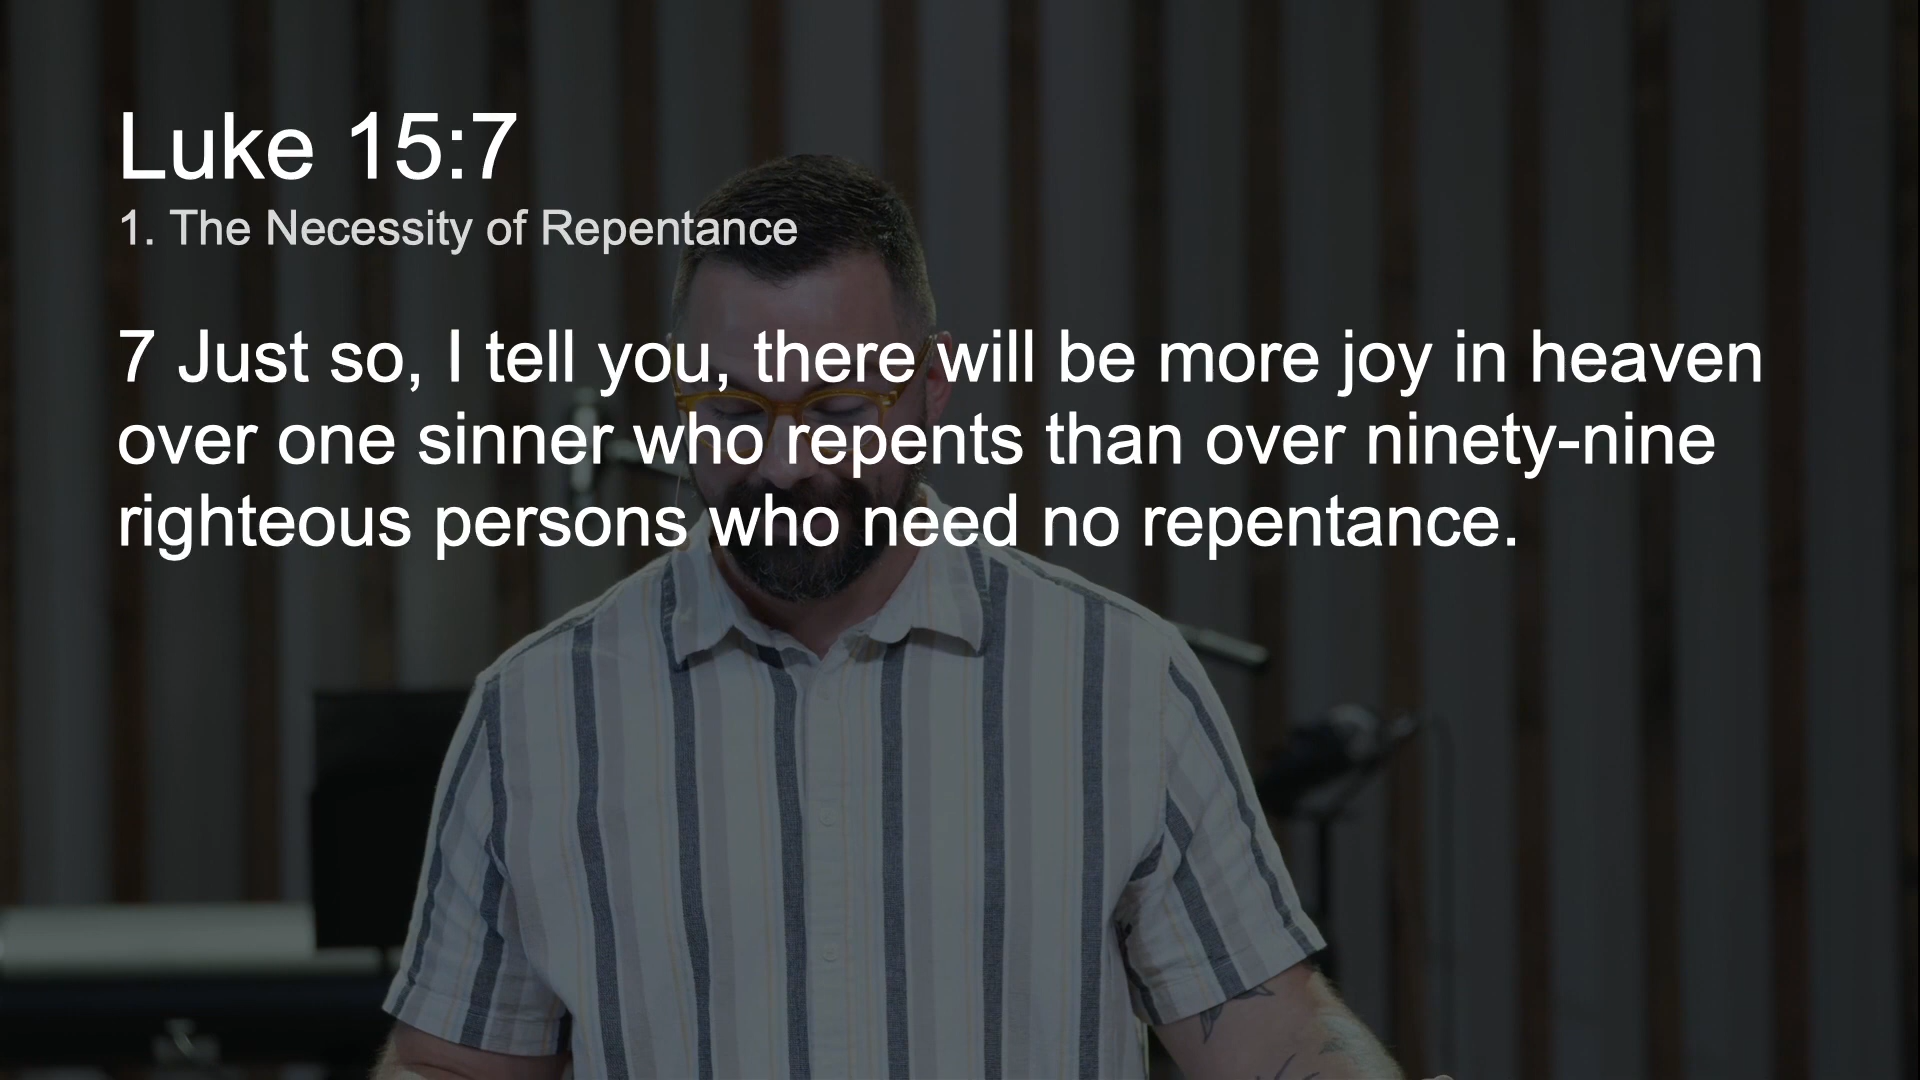 Luke 15:7
1. The Necessity of Repentance
7 Just so, I tell you, there will be more joy in heaven
over one sinner who repents than over ninety-nine
righteous persons who need no repentance.